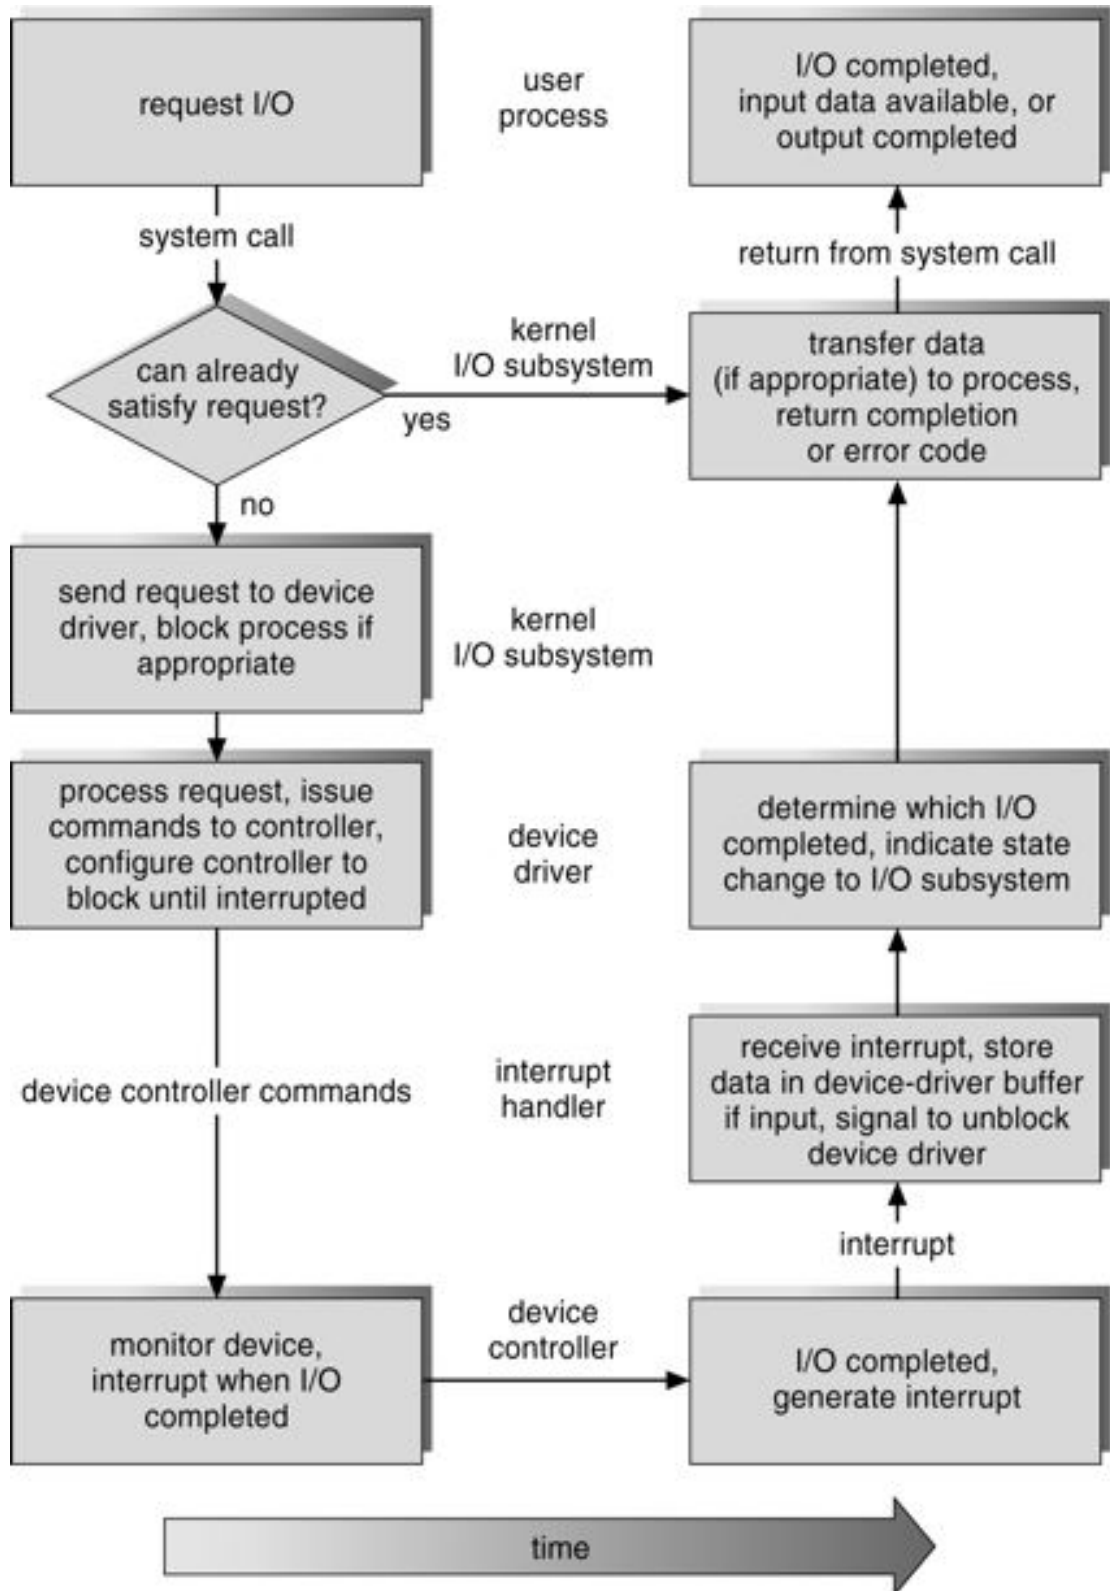 request I/O
user
process
I/O completed,
input data available, or
output completed
system call
return from system call
can already
satisfy request?
kernel
I/O subsystem
yes
transfer data
(if appropriate) to process,
return completion
or error code
no
send request to device
driver, block process if
appropriate
kernel
I/O subsystem
process request, issue
commands to controller,
configure controller to
block until interrupted
device
driver
determine which I/O
completed, indicate state
change to I/O subsystem
device controller commands
interrupt
handler
receive interrupt, store
data in device-driver buffer
if input, signal to unblock
device driver
interrupt
monitor device,
interrupt when I/O
completed
device
controller
I/O completed,
generate interrupt
time